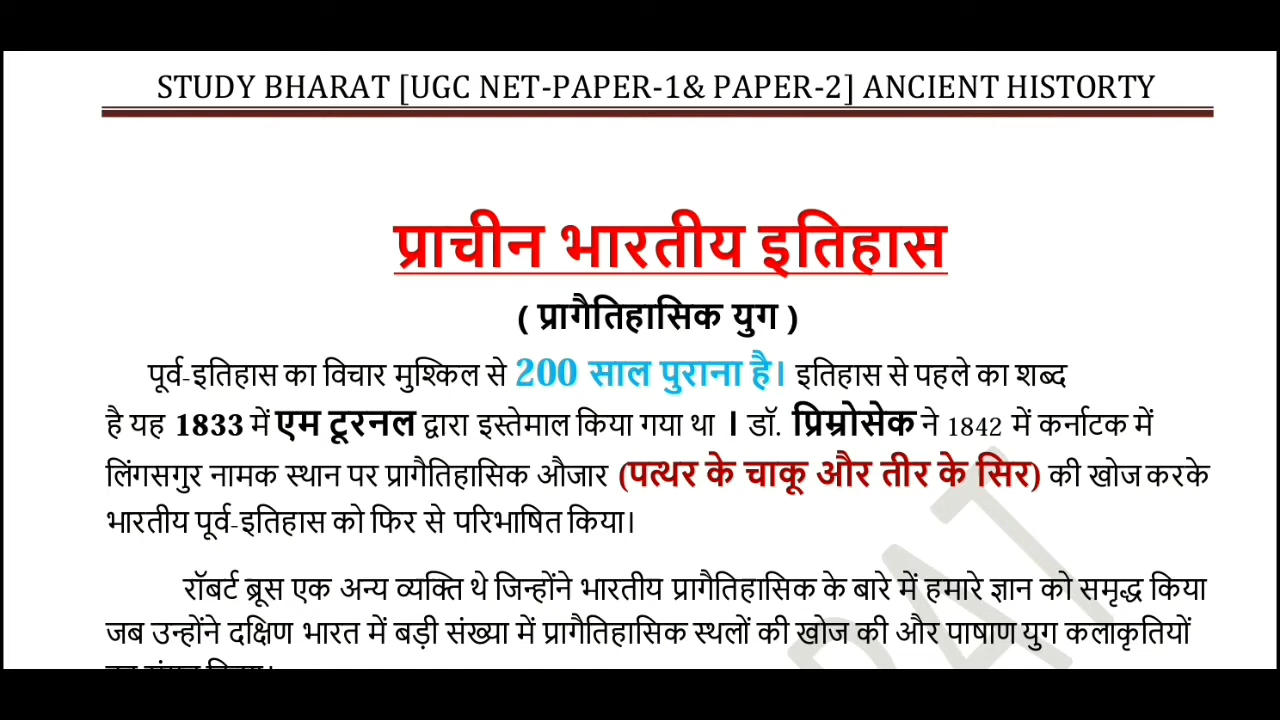 STUDY BHARAT [UGC NET-PAPER-1& PAPER-2] ANCIENT HISTORTY
प्राचीन भारतीय इतिहास
( प्रागैतिहासिक युग )
पूर्व-इतिहास का विचार मुश्किल से 200 साल पुराना है। इतिहास से पहले का शब्द
है यह 1833 में एम टूरनल द्वारा इस्तेमाल किया गया था । डॉ. प्रिम्रोसेक ने 1842 में कर्नाटक में
लिंगसगुर नामक स्थान पर प्रागैतिहासिक औजार (पत्थर के चाकू और तीर के सिर) की खोज करके
भारतीय पूर्व-इतिहास को फिर से परिभाषित किया।
रॉबर्ट ब्रूस एक अन्य व्यक्ति थे जिन्होंने भारतीय प्रागैतिहासिक के बारे में हमारे ज्ञान को समृद्ध किया
जब उन्होंने दक्षिण भारत में बड़ी संख्या में प्रागैतिहासिक स्थलों की खोज की और पाषाण युग कलाकृतियों